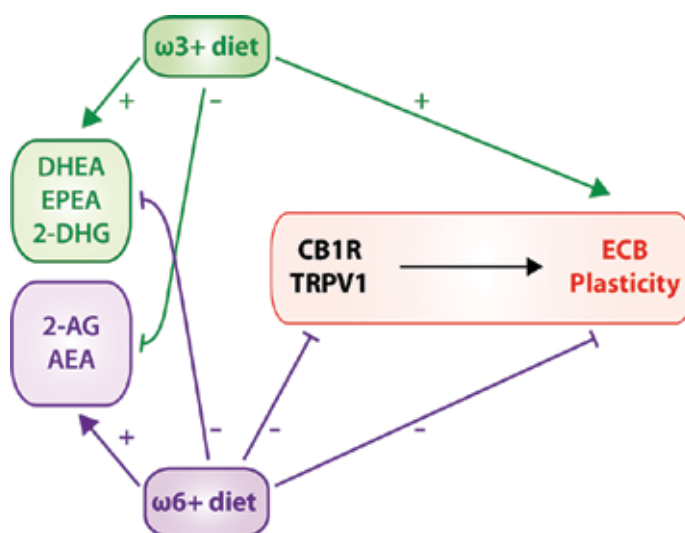 ω3+ diet
+
−
+
DHEA
EPEA
2-DHG
CB1R
TRPV1
ECB
Plasticity
2-AG
AEA
+
−
−
−
ω6+ diet